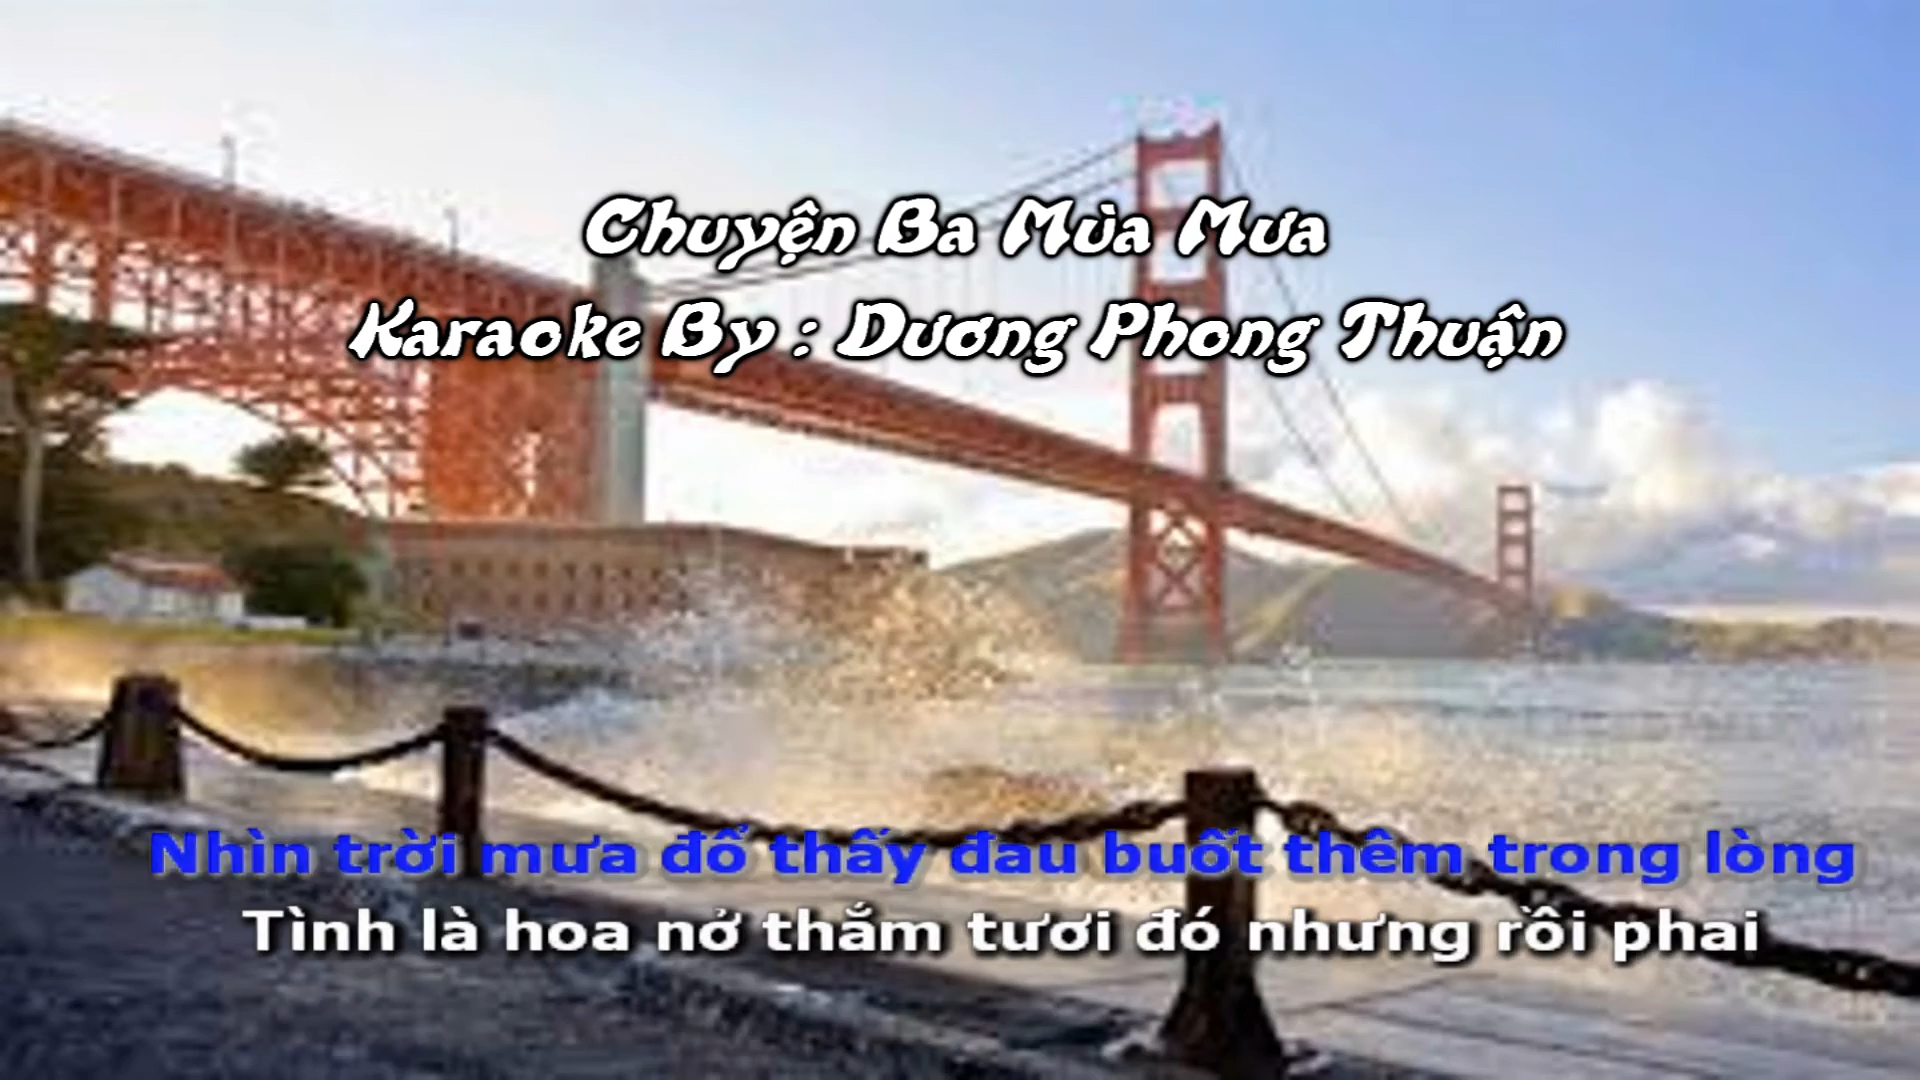 Chuyện Ba Mùa Mưa
Karaoke By : Dương Phong Thuận
Nhìn trời mưa đổ thấy đau buốt thêm trong lòng
Tình là hoa nở thắm tươi đó nhưng rồi phai